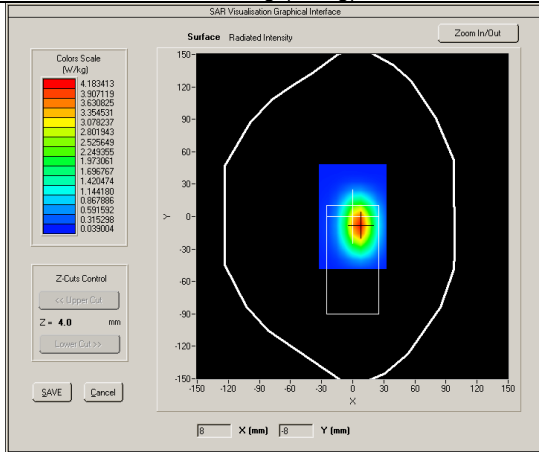 SAR Visualisation Graphical Interface
Surface Radiated Intensity
Zoom In/Out
Colors Scale
(W/kg)
4.183413
3.907119
3.630825
3.354531
3.078237
2.801943
2.525649
2.249355
1.973061
1.696767
1.420474
1.144180
0.867886
0.591592
0.315298
0.039004
Z-Cuts Control
<< Upper Cut
Z = 4.0 mm
Lower Cut >>
SAVE Cancel
150-
120-
90-
60-
30-
0-
-30-
-60-
-90-
-120-
-150-
Y
-150 -120 -90 -60 -30 0 30 60 90 120 150
X
8 X (mm) -8 Y (mm)